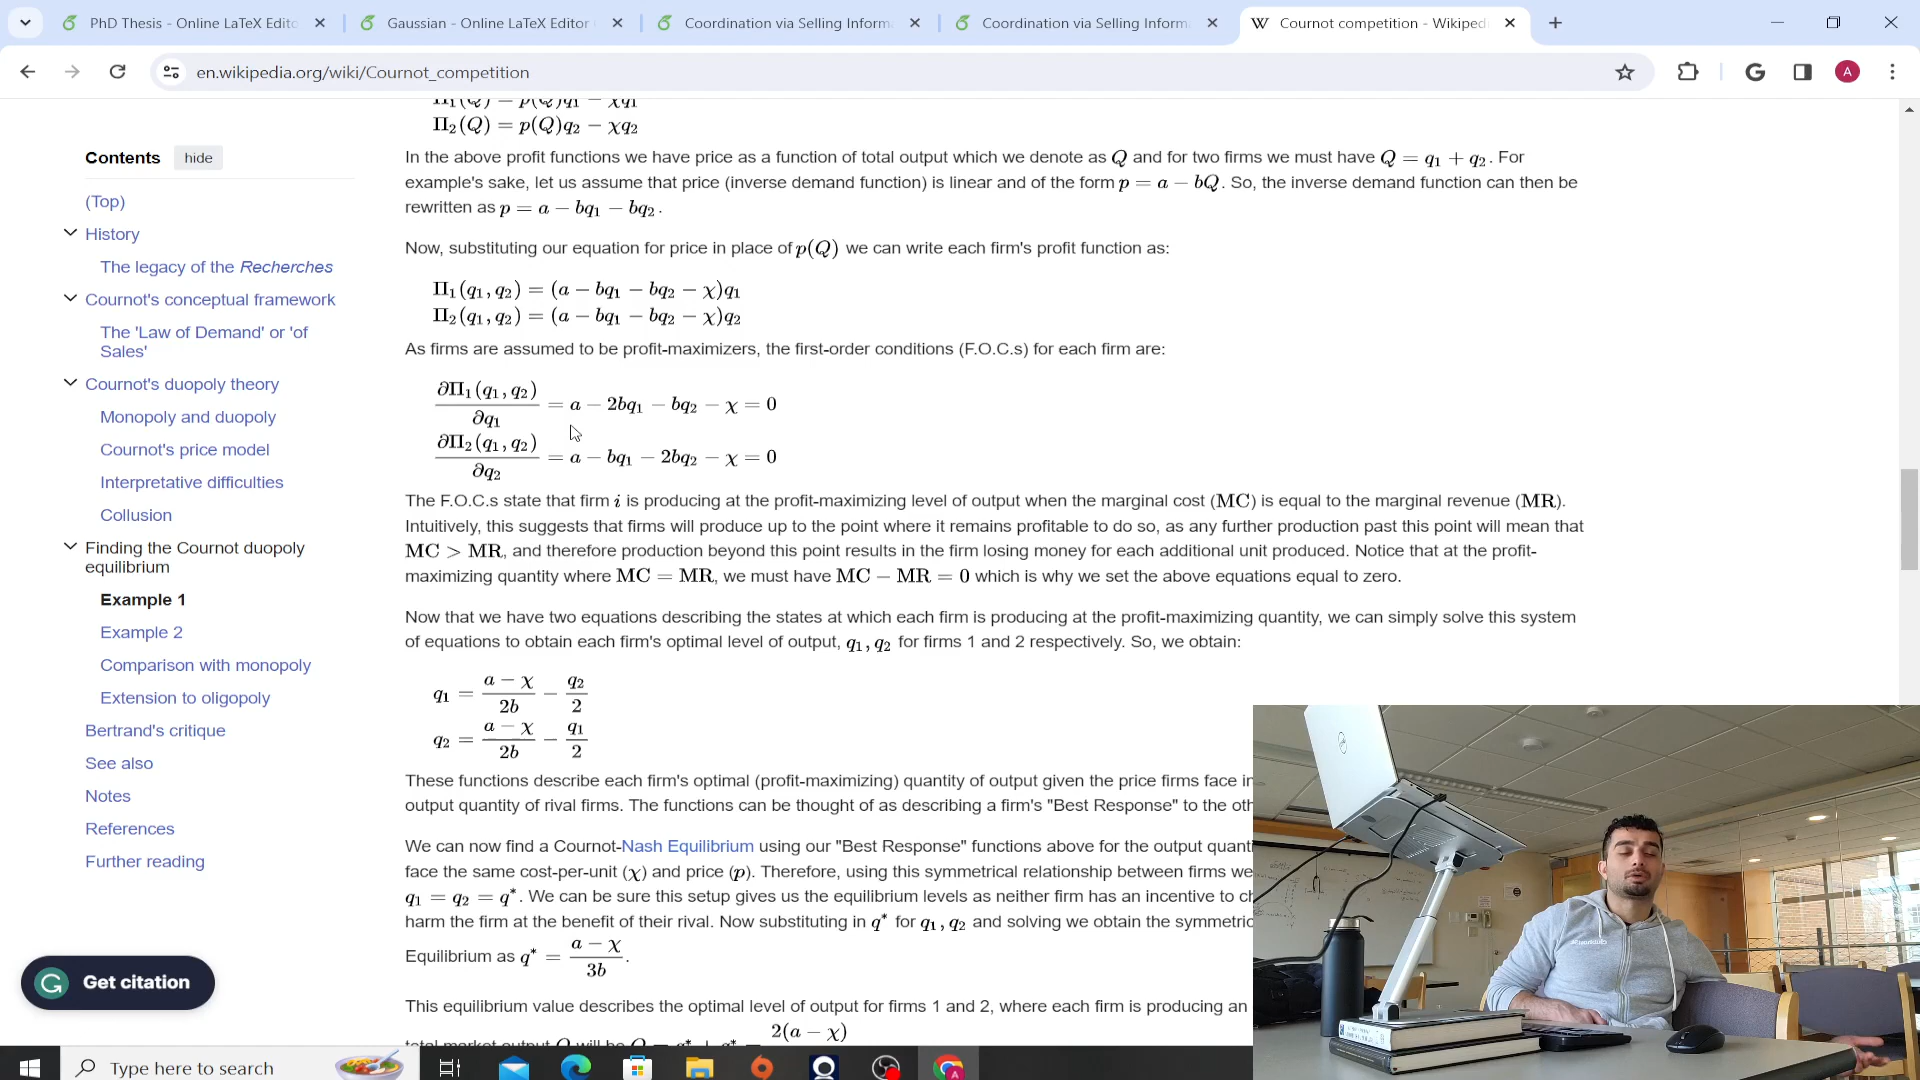 PhD Thesis - Online LaTeX Edito
Gaussian - Online LaTeX Editor
Coordination via Selling Inform
Coordination via Selling Inform
Cournot competition - Wikiped
en.wikipedia.org/wiki/Cournot_competition
A
Contents hide
(Top)
History
The legacy of the Recherches
Cournot's conceptual framework
The 'Law of Demand' or 'of
Sales'
Cournot's duopoly theory
Monopoly and duopoly
Cournot's price model
Interpretative difficulties
Collusion
Finding the Cournot duopoly
equilibrium
Example 1
Example 2
Comparison with monopoly
Extension to oligopoly
Bertrand's critique
See also
Notes
References
Further reading
Get citation
Π₁(Q) = p(Q)q₁ − χq₁
Π₂(Q) = p(Q)q₂ − χq₂
In the above profit functions we have price as a function of total output which we denote as Q and for two firms we must have Q = q₁ + q₂. For
example's sake, let us assume that price (inverse demand function) is linear and of the form p = a − bQ. So, the inverse demand function can then be
rewritten as p = a − bq₁ − bq₂.
Now, substituting our equation for price in place of p(Q) we can write each firm's profit function as:
Π₁(q₁, q₂) = (a − bq₁ − bq₂ − χ)q₁
Π₂(q₁, q₂) = (a − bq₁ − bq₂ − χ)q₂
As firms are assumed to be profit-maximizers, the first-order conditions (F.O.C.s) for each firm are:
∂Π₁(q₁, q₂)/∂q₁ = a − 2bq₁ − bq₂ − χ = 0
∂Π₂(q₁, q₂)/∂q₂ = a − bq₁ − 2bq₂ − χ = 0
The F.O.C.s state that firm i is producing at the profit-maximizing level of output when the marginal cost (MC) is equal to the marginal revenue (MR).
Intuitively, this suggests that firms will produce up to the point where it remains profitable to do so, as any further production past this point will mean that
MC > MR, and therefore production beyond this point results in the firm losing money for each additional unit produced. Notice that at the profit-
maximizing quantity where MC = MR, we must have MC − MR = 0 which is why we set the above equations equal to zero.
Now that we have two equations describing the states at which each firm is producing at the profit-maximizing quantity, we can simply solve this system
of equations to obtain each firm's optimal level of output, q₁, q₂ for firms 1 and 2 respectively. So, we obtain:
q₁ = (a − χ)/2b − q₂/2
q₂ = (a − χ)/2b − q₁/2
These functions describe each firm's optimal (profit-maximizing) quantity of output given the price firms face in
output quantity of rival firms. The functions can be thought of as describing a firm's "Best Response" to the oth
We can now find a Cournot-Nash Equilibrium using our "Best Response" functions above for the output quanti
face the same cost-per-unit (χ) and price (p). Therefore, using this symmetrical relationship between firms we
q₁ = q₂ = q*. We can be sure this setup gives us the equilibrium levels as neither firm has an incentive to ch
harm the firm at the benefit of their rival. Now substituting in q* for q₁, q₂ and solving we obtain the symmetric
Equilibrium as q* = (a − χ)/3b.
This equilibrium value describes the optimal level of output for firms 1 and 2, where each firm is producing an
total market output Q will be Q = q* + q* = 2(a − χ)
Type here to search